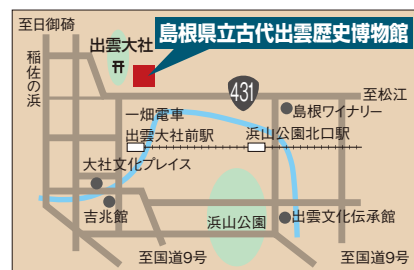 至日御碕
出雲大社
島根県立古代出雲歴史博物館
稲佐の浜
431
至松江
島根ワイナリー
一畑電車
出雲大社前駅
浜山公園北口駅
大社文化プレイス
吉兆館
浜山公園
出雲文化伝承館
至国道9号
至国道9号